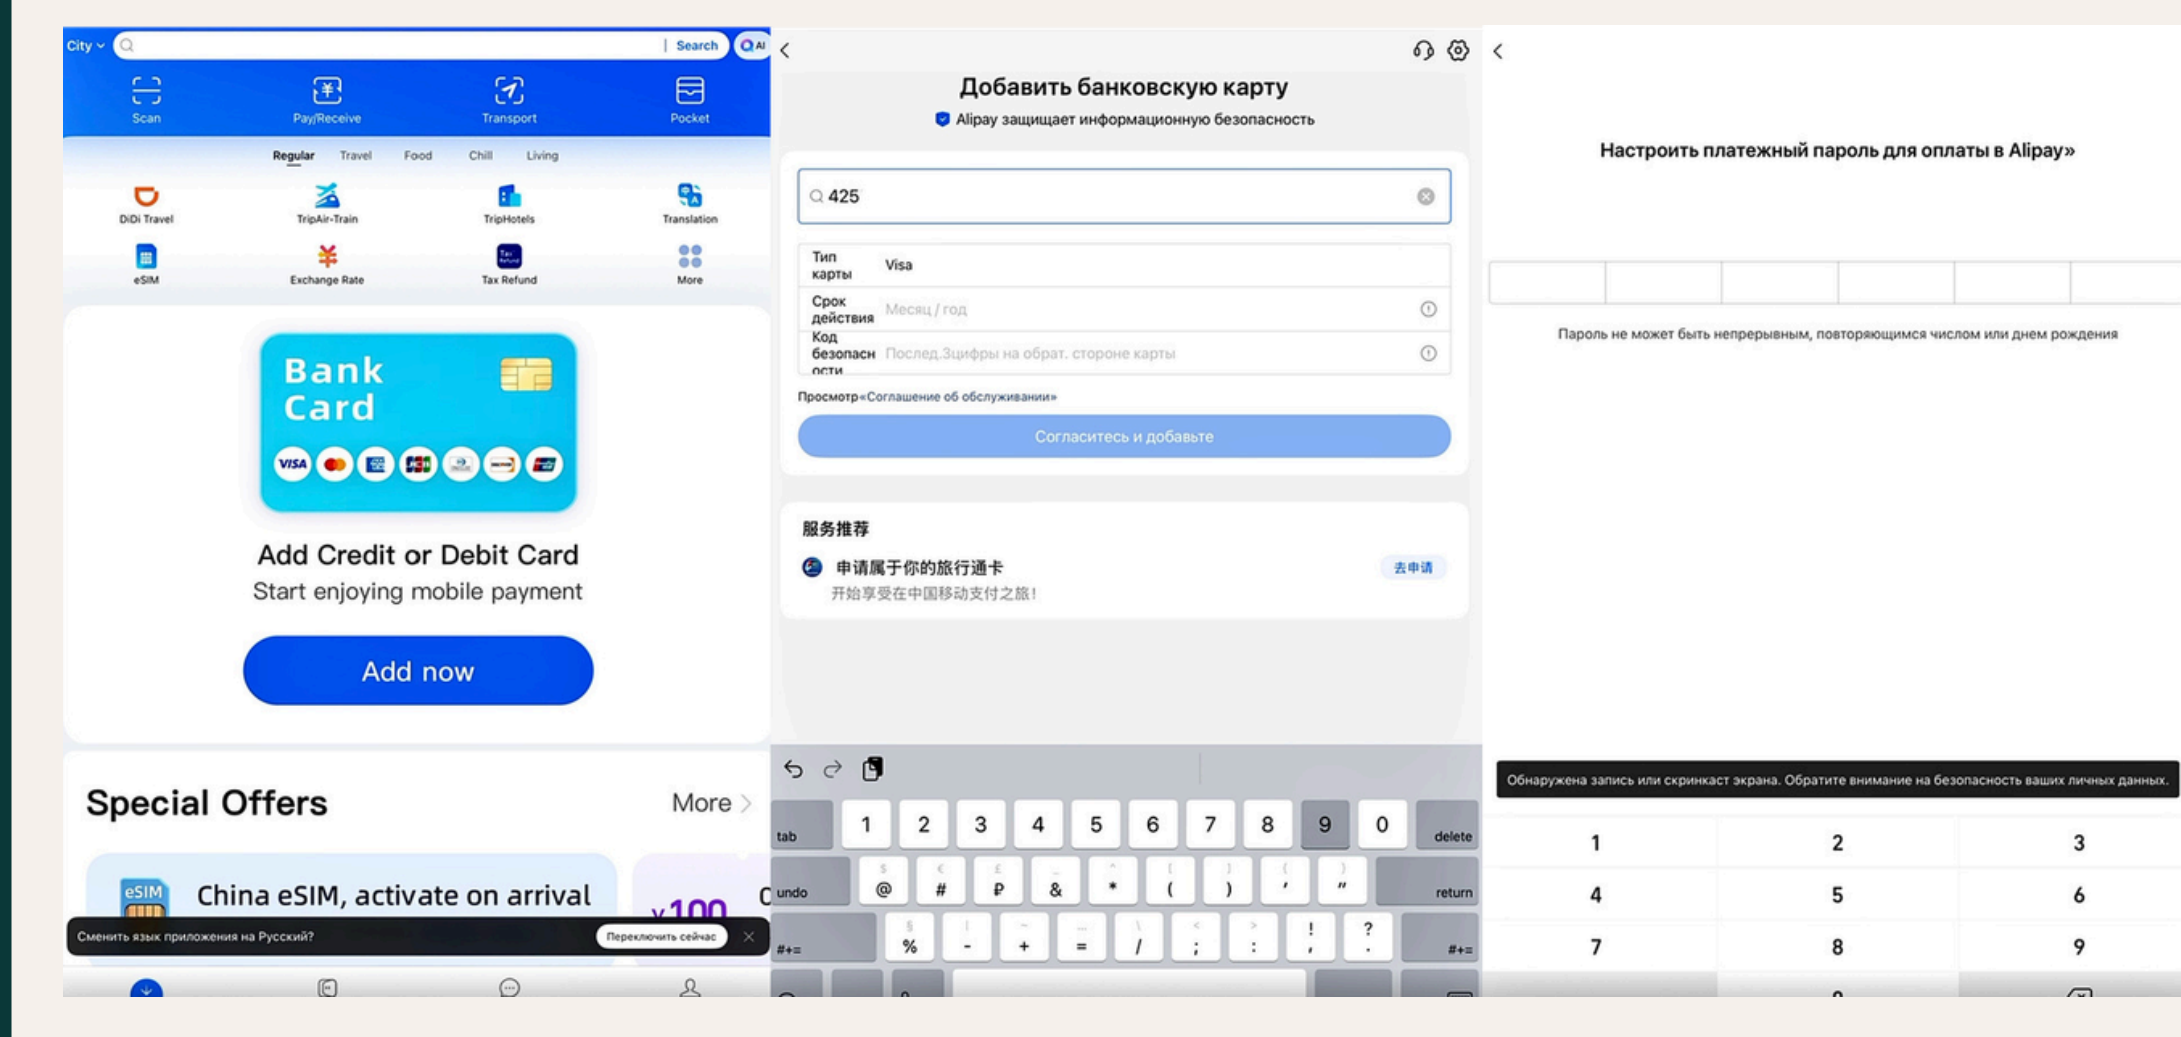 City
Search
AI
Scan
Pay/Receive
Transport
Pocket
Regular
Travel
Food
Chill
Living
DiDi Travel
TripAir-Train
TripHotels
Translation
eSIM
Exchange Rate
Tax Refund
Tax Refund
More
Bank
Card
VISA
Add Credit or Debit Card
Start enjoying mobile payment
Add now
Special Offers
More
eSIM
China eSIM, activate on arrival
¥100
Сменить язык приложения на Русский?
Переключить сейчас
Добавить банковскую карту
Alipay защищает информационную безопасность
425
Тип
карты
Visa
Срок
действия
Месяц / год
Код
безопасн
ости
Послед.3цифры на обрат. стороне карты
Просмотр«Соглашение об обслуживании»
Согласитесь и добавьте
服务推荐
申请属于你的旅行通卡
去申请
开始享受在中国移动支付之旅!
tab 1 2 3 4 5 6 7 8 9 0 delete
undo @ # ₽ & * ( ) ' " return
#+= % - + = / ; : ! , ? . #+=
Настроить платежный пароль для оплаты в Alipay»
Пароль не может быть непрерывным, повторяющимся числом или днем рождения
Обнаружена запись или скринкаст экрана. Обратите внимание на безопасность ваших личных данных.
1 2 3
4 5 6
7 8 9
0